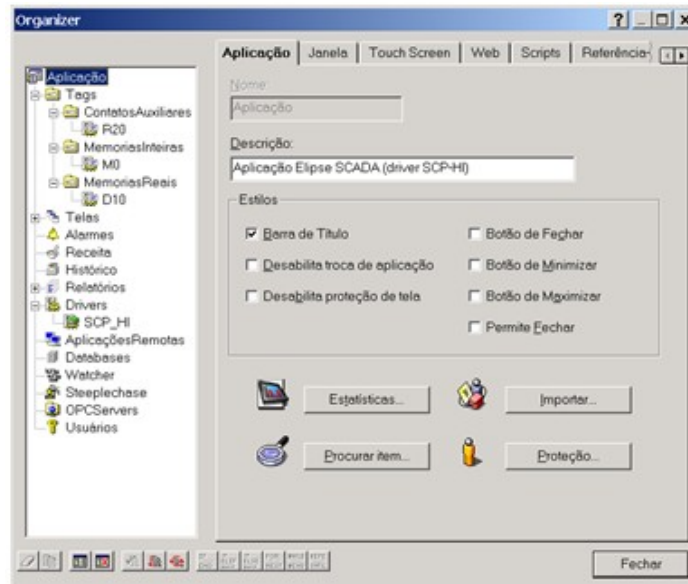 Organizer
Aplicação
Tags
ContatosAuxiliares
R20
MemoriasInteiras
M0
MemoriasReais
D10
Telas
Alarmes
Receita
Histórico
Relatórios
Drivers
SCP_HI
AplicaçõesRemotas
Databases
Watcher
Steeplechase
OPCServers
Usuários
Aplicação Janela Touch Screen Web Scripts Referência
Nome:
Aplicação
Descrição:
Aplicação Elipse SCADA (driver SCP-HI)
Estilos
Barra de Título
Botão de Fechar
Desabilita troca de aplicação
Botão de Minimizar
Desabilita proteção de tela
Botão de Maximizar
Permite Fechar
Estatísticas...
Importar...
Procurar item...
Proteção...
Fechar